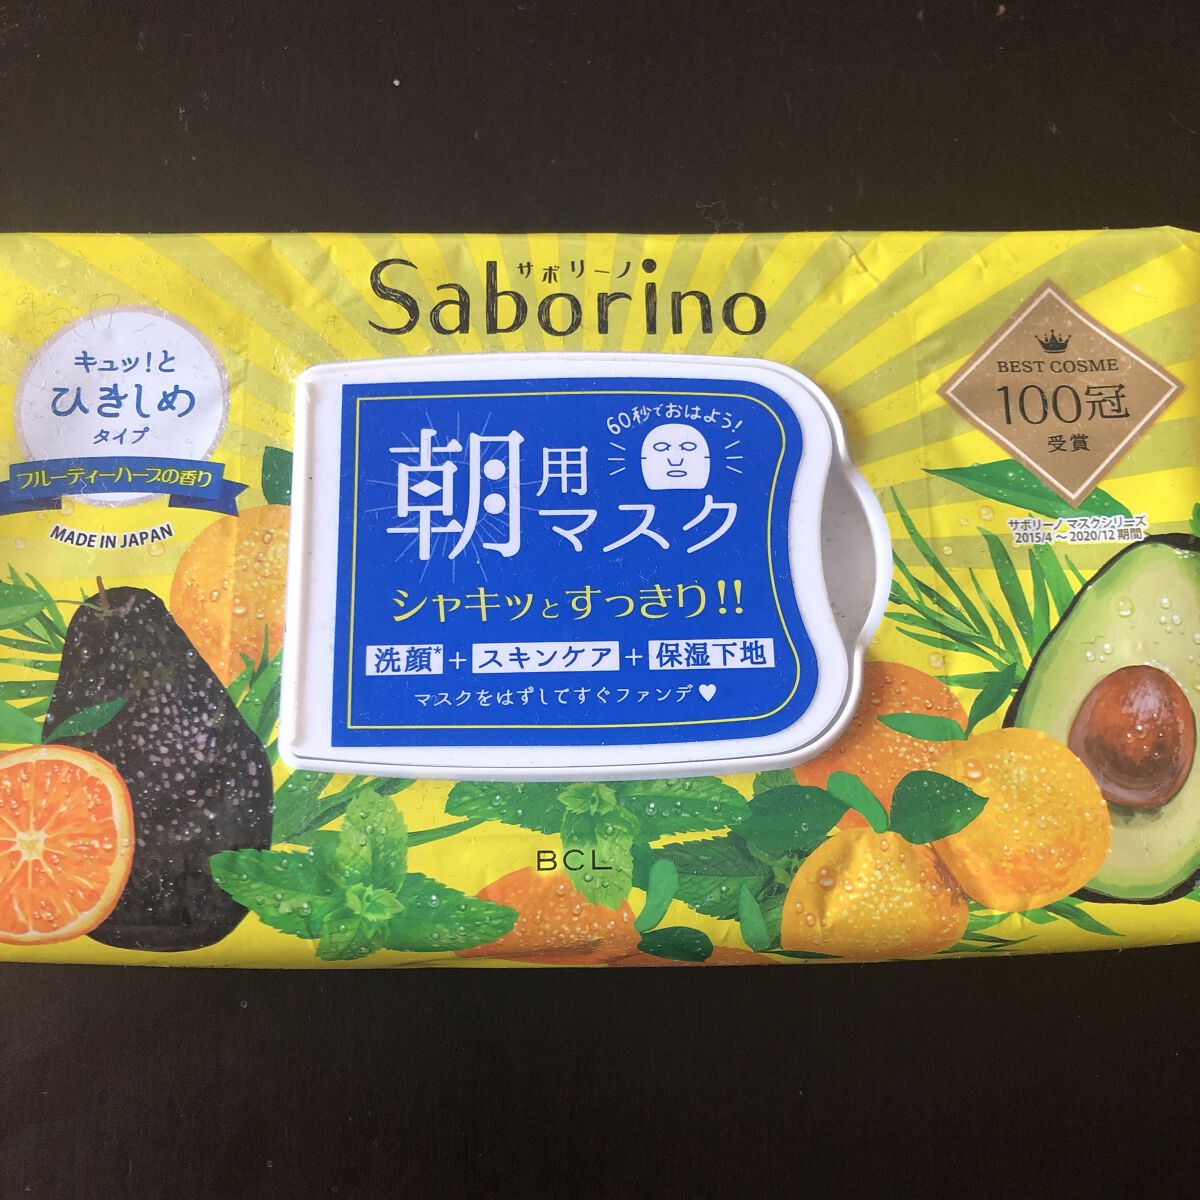 サボリーノ
Saborino
キュッ!と
ひきしめ
タイプ
フルーティーハーブの香り
MADE IN JAPAN
60秒でおはよう!
朝用マスク
シャキッとすっきり!!
洗顔*+スキンケア+保湿下地
マスクをはずしてすぐファンデ♥
BEST COSME
100冠
受賞
サボリーノ マスクシリーズ
2015/4~2020/12期間
BCL